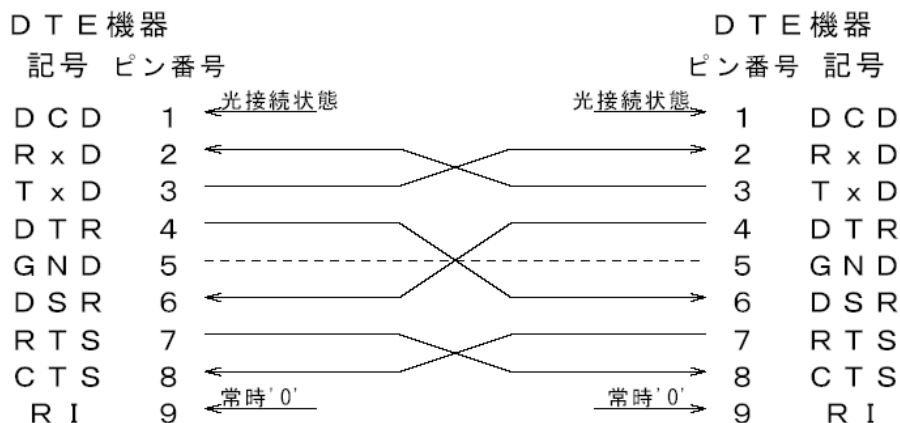 DTE機器 DTE機器
記号 ピン番号 ピン番号 記号
DCD 1 光接続状態 光接続状態 1 DCD
RxD 2 2 RxD
TxD 3 3 TxD
DTR 4 4 DTR
GND 5 5 GND
DSR 6 6 DSR
RTS 7 7 RTS
CTS 8 8 CTS
RI 9 常時'0' 常時'0' 9 RI